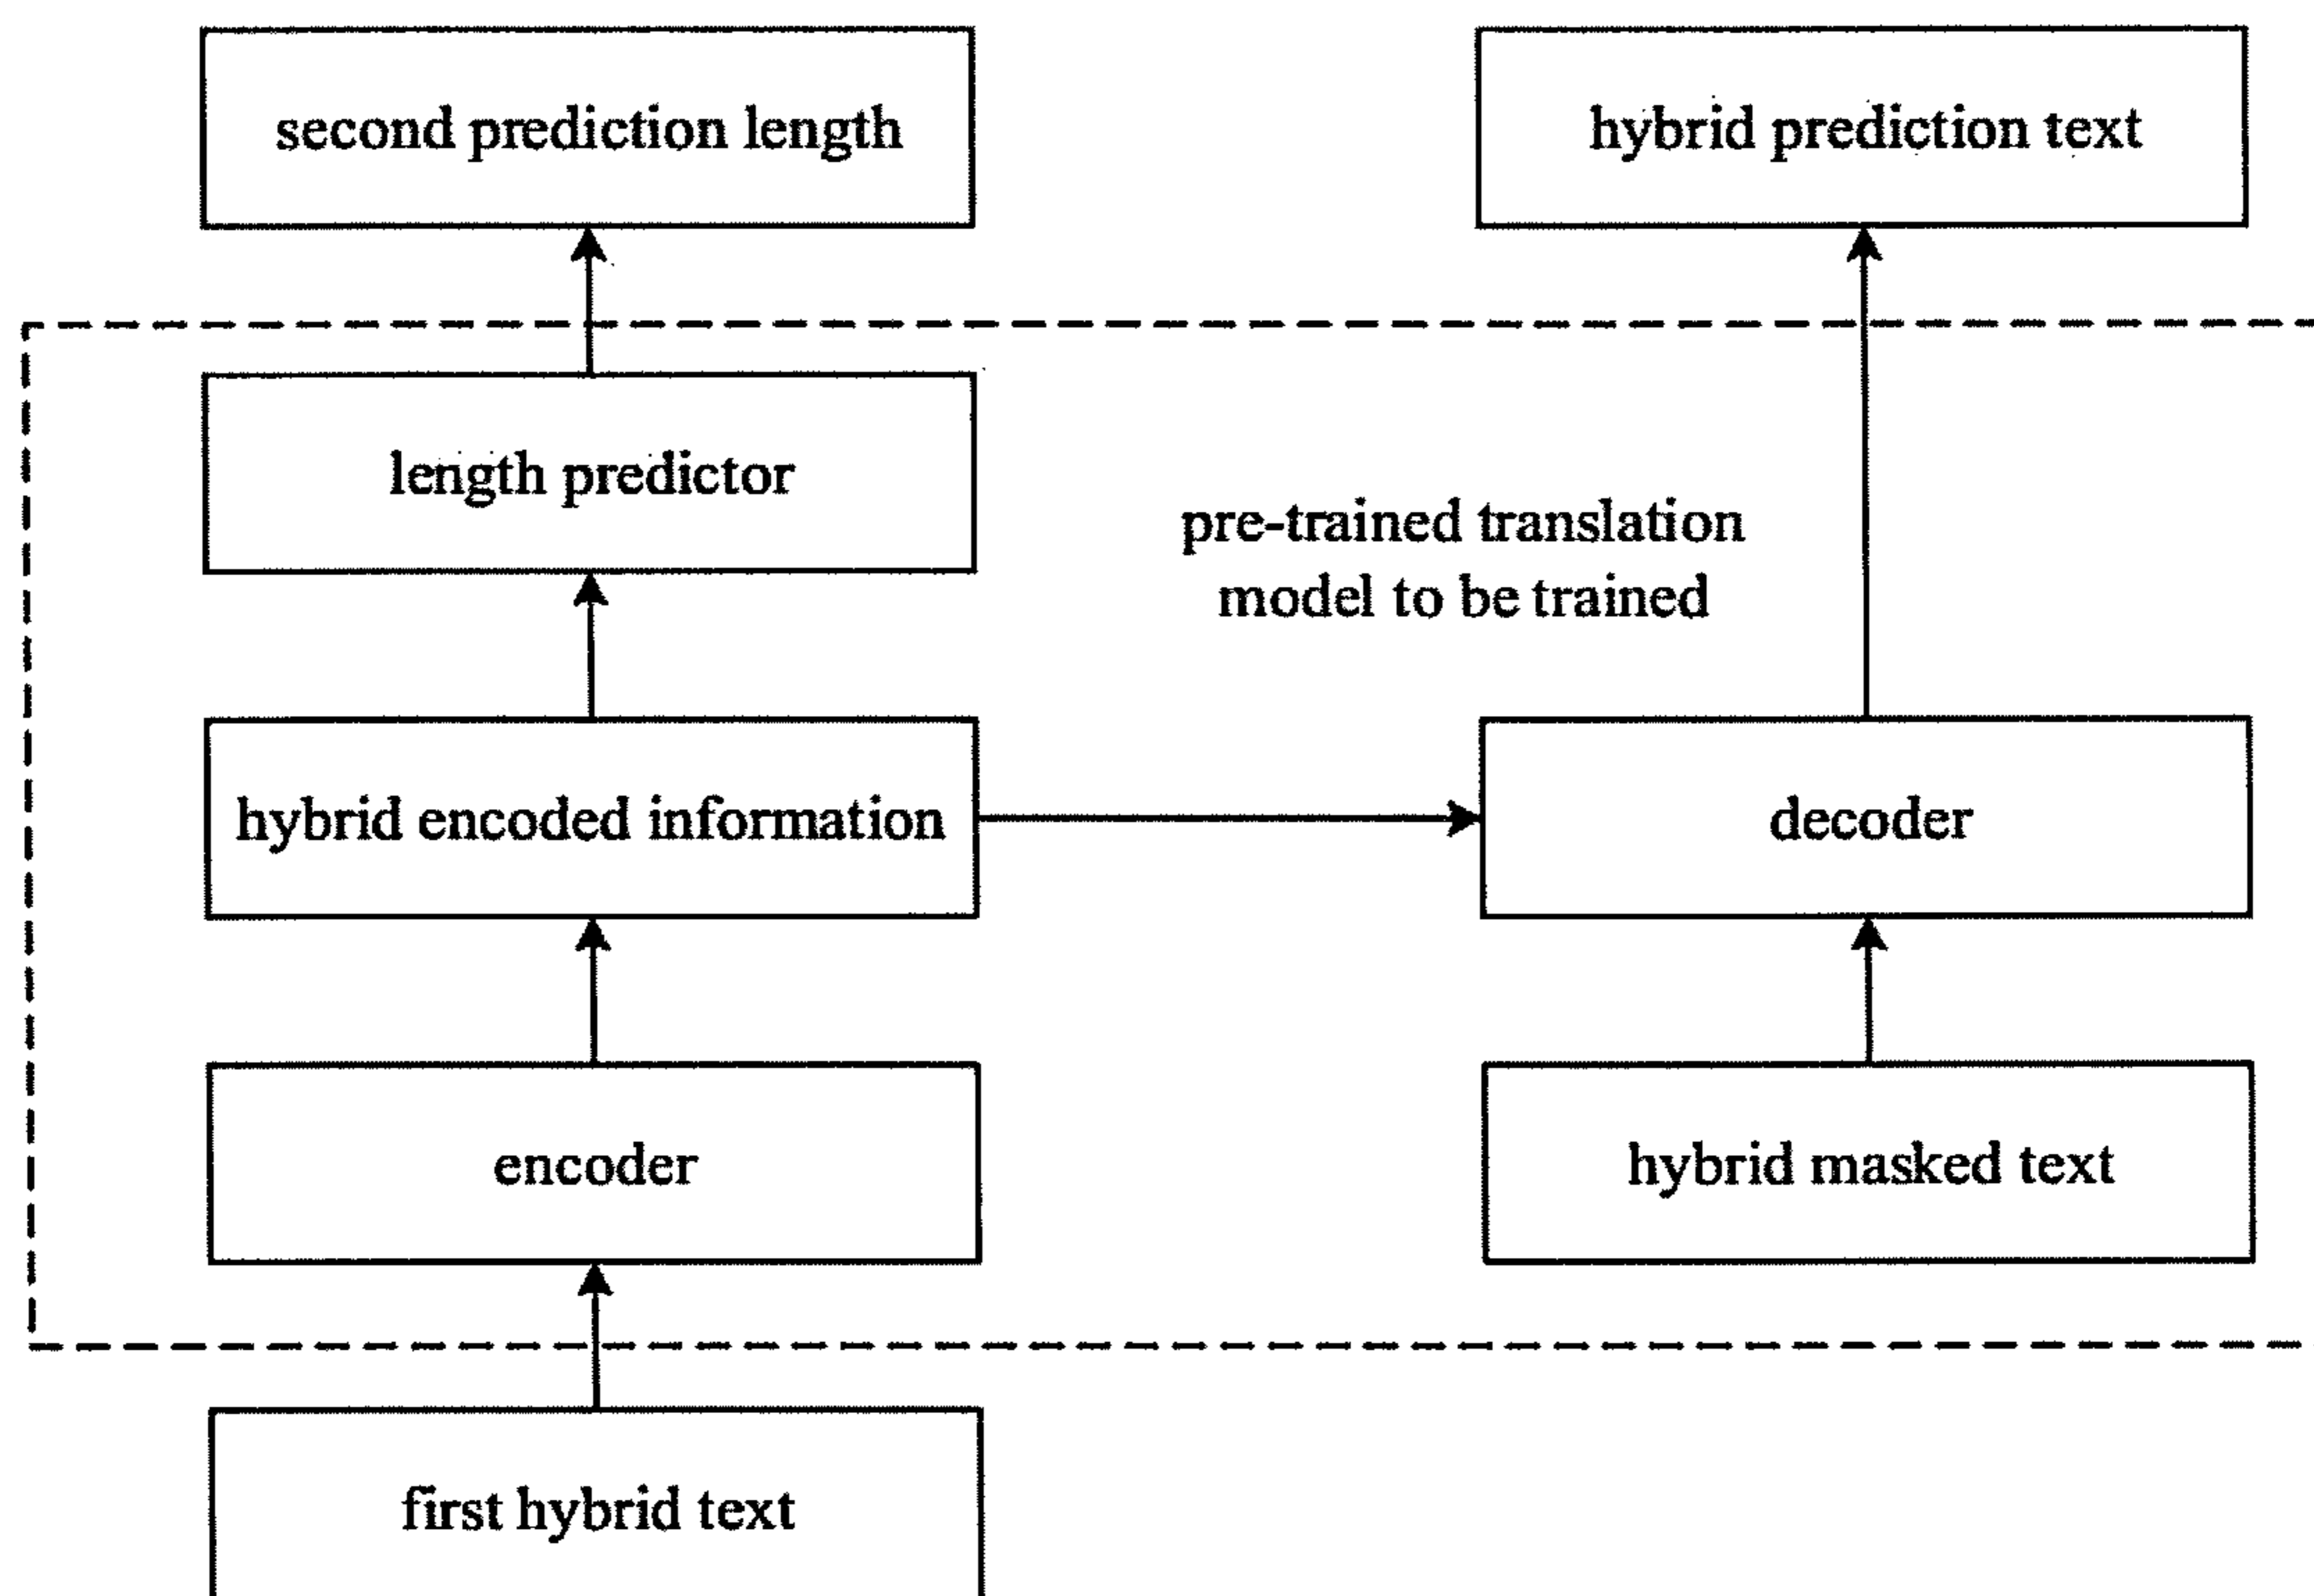 second prediction length
hybrid prediction text
length predictor
pre-trained translation
model to be trained
hybrid encoded information
decoder
encoder
hybrid masked text
first hybrid text